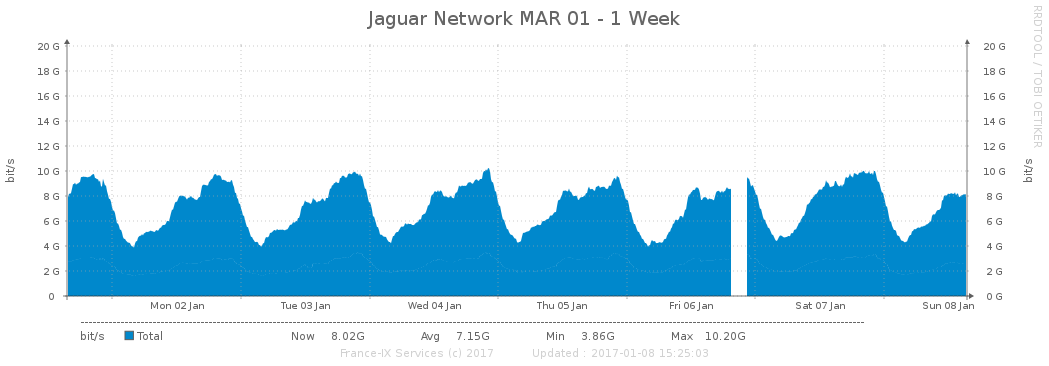 Jaguar Network MAR 01 - 1 Week
RRDTOOL / TOBI OETIKER
bit/s
20 G 20 G
18 G 18 G
16 G 16 G
14 G 14 G
12 G 12 G
10 G 10 G
8 G 8 G
6 G 6 G
4 G 4 G
2 G 2 G
0 0 G
bit/s
Mon 02 Jan Tue 03 Jan Wed 04 Jan Thu 05 Jan Fri 06 Jan Sat 07 Jan Sun 08 Jan
bit/s Total Now 8.02G Avg 7.15G Min 3.86G Max 10.20G
France-IX Services (c) 2017 Updated : 2017-01-08 15:25:03